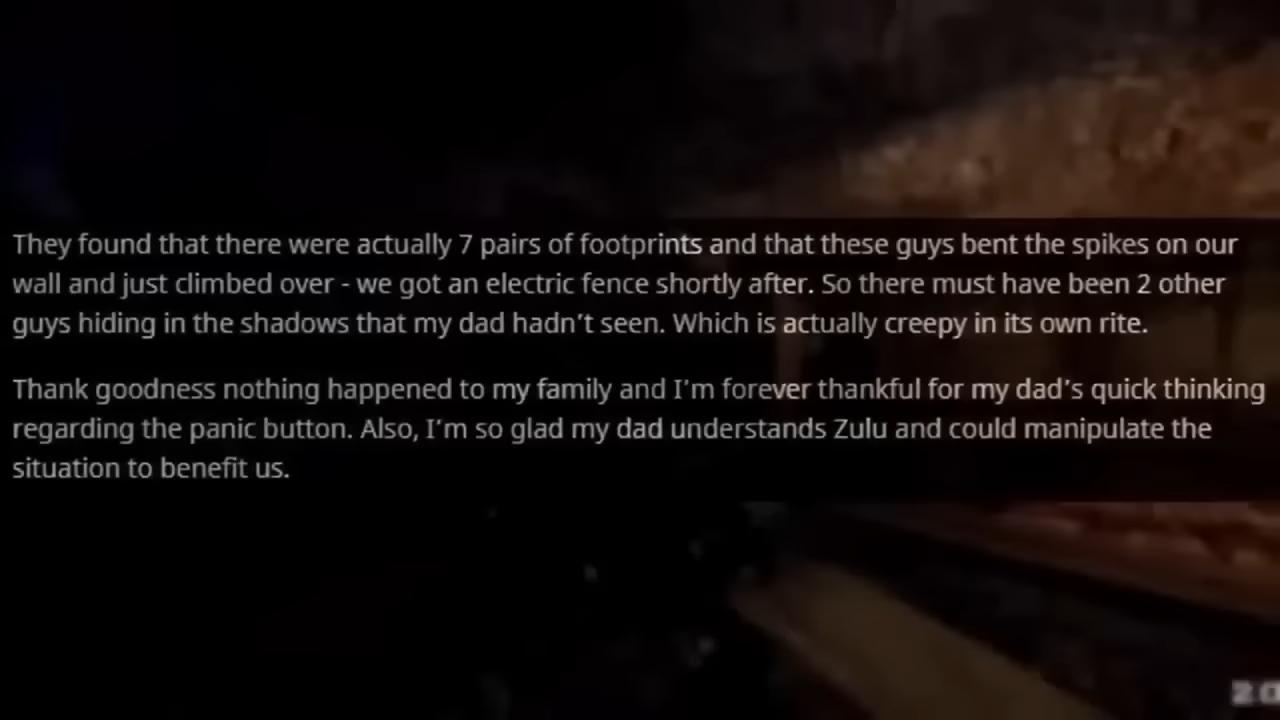 They found that there were actually 7 pairs of footprints and that these guys bent the spikes on our
wall and just climbed over - we got an electric fence shortly after. So there must have been 2 other
guys hiding in the shadows that my dad hadn’t seen. Which is actually creepy in its own rite.
Thank goodness nothing happened to my family and I’m forever thankful for my dad’s quick thinking
regarding the panic button. Also, I’m so glad my dad understands Zulu and could manipulate the
situation to benefit us.
20